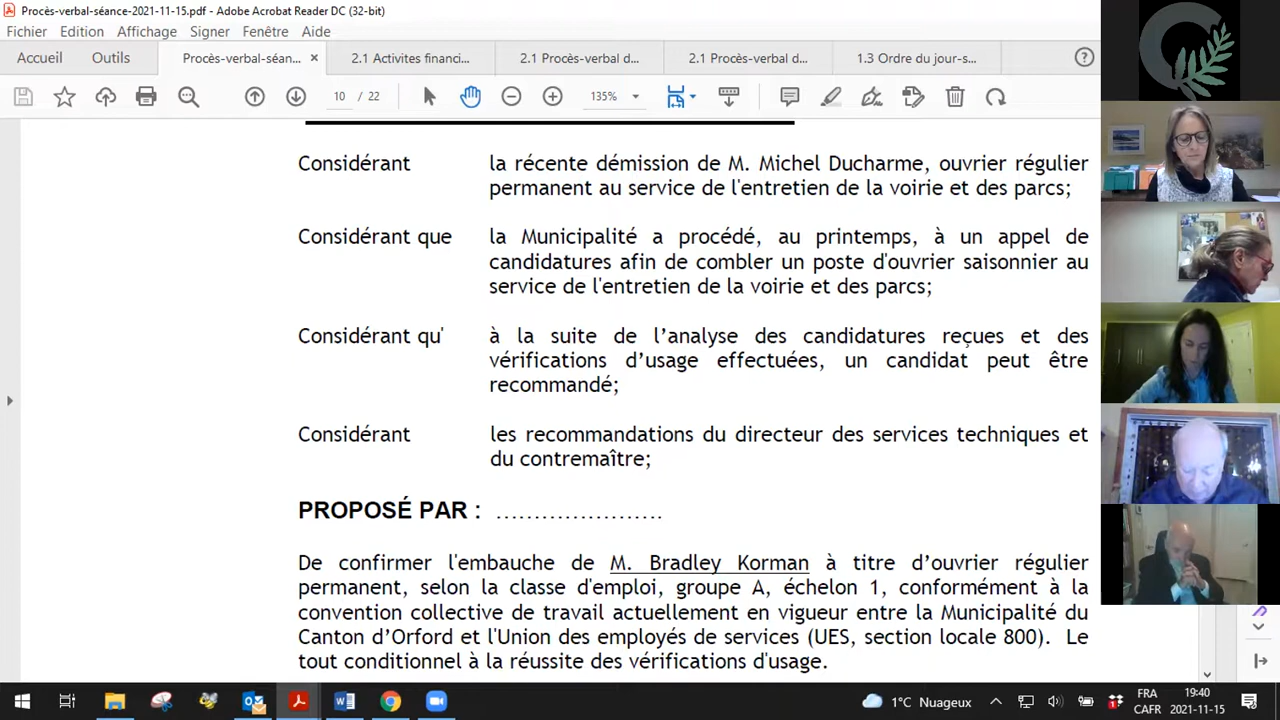 Procès-verbal-séance-2021-11-15.pdf - Adobe Acrobat Reader DC (32-bit)
Fichier Edition Affichage Signer Fenêtre Aide
Accueil Outils Procès-verbal-séan... × 2.1 Activites financi... 2.1 Procès-verbal d... 2.1 Procès-verbal d... 1.3 Ordre du jour-s...
10 / 22 135%
Considérant la récente démission de M. Michel Ducharme, ouvrier régulier
permanent au service de l'entretien de la voirie et des parcs;
Considérant que la Municipalité a procédé, au printemps, à un appel de
candidatures afin de combler un poste d'ouvrier saisonnier au
service de l'entretien de la voirie et des parcs;
Considérant qu' à la suite de l’analyse des candidatures reçues et des
vérifications d’usage effectuées, un candidat peut être
recommandé;
Considérant les recommandations du directeur des services techniques et
du contremaître;
PROPOSÉ PAR : ......................
De confirmer l'embauche de M. Bradley Korman à titre d’ouvrier régulier
permanent, selon la classe d'emploi, groupe A, échelon 1, conformément à la
convention collective de travail actuellement en vigueur entre la Municipalité du
Canton d’Orford et l'Union des employés de services (UES, section locale 800). Le
tout conditionnel à la réussite des vérifications d'usage.
1°C Nuageux FRA 19:40
CAFR 2021-11-15